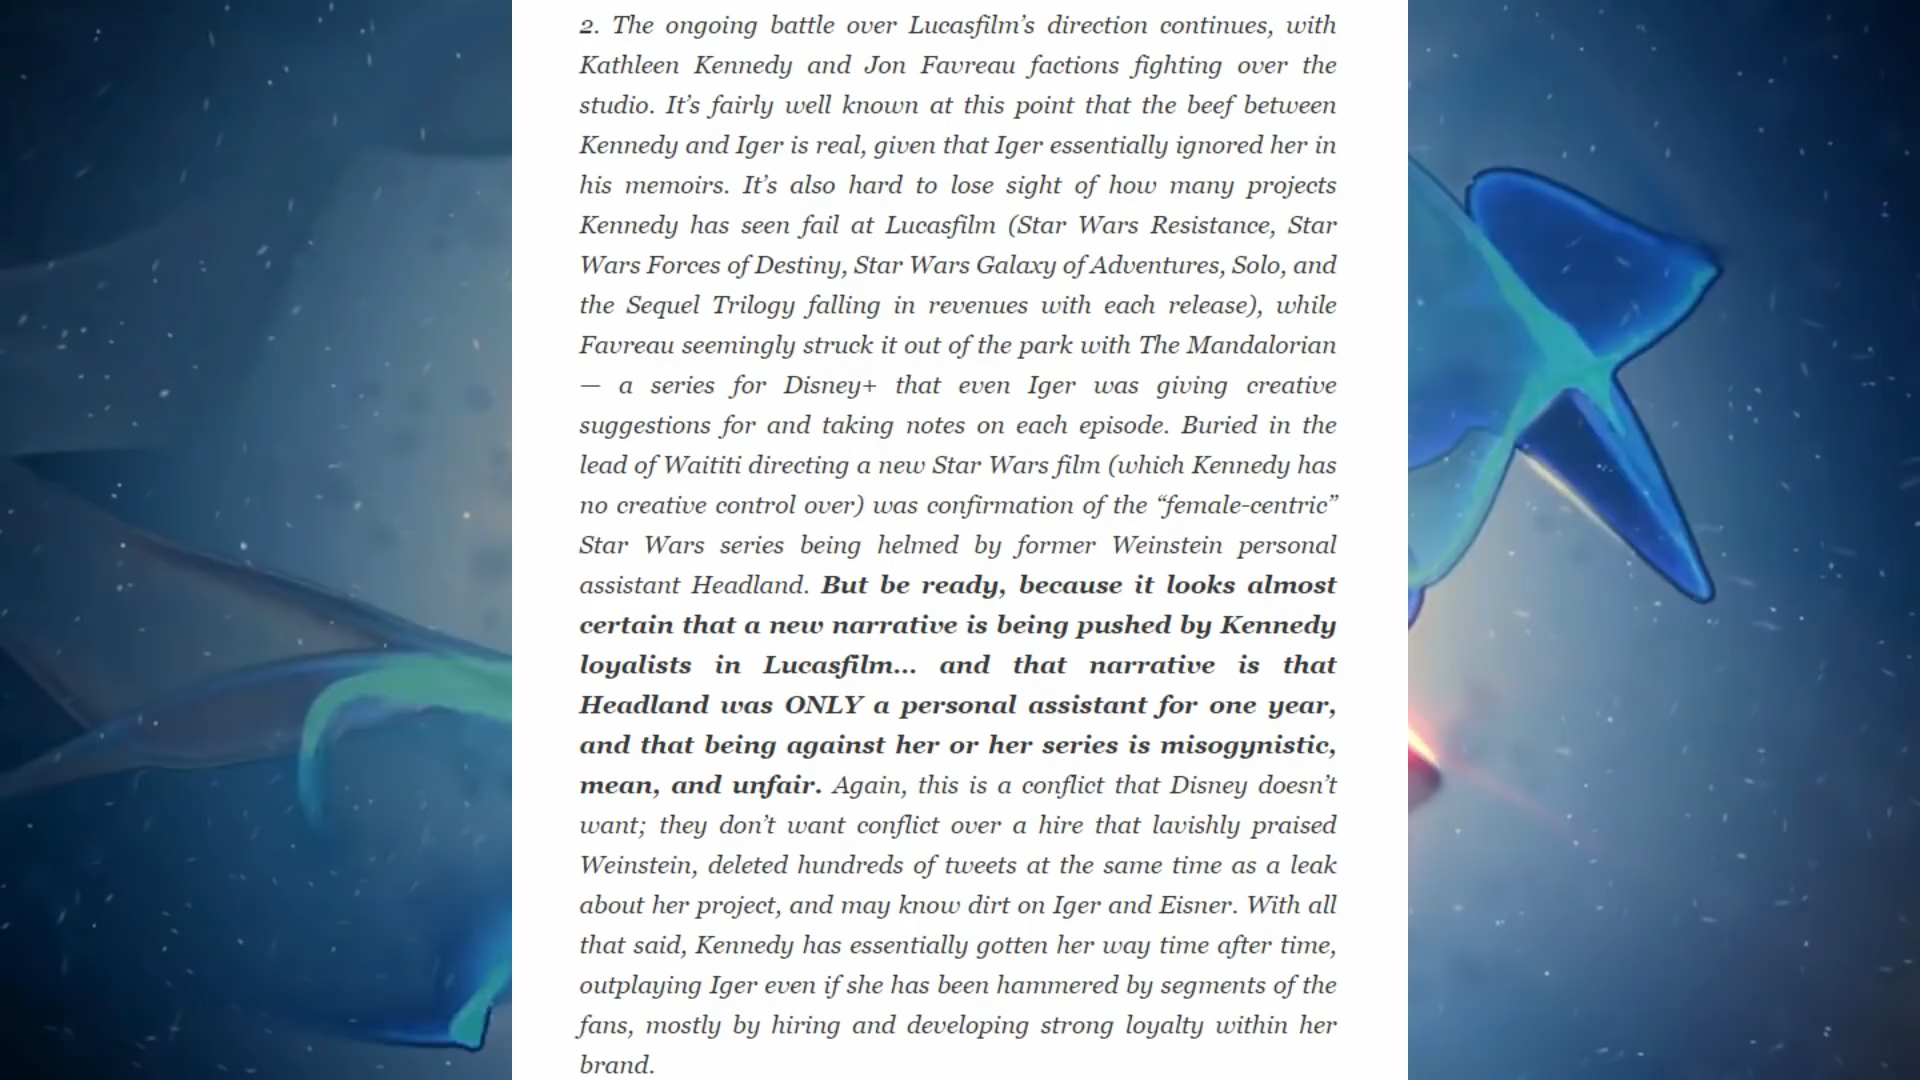 2. The ongoing battle over Lucasfilm’s direction continues, with
Kathleen Kennedy and Jon Favreau factions fighting over the
studio. It’s fairly well known at this point that the beef between
Kennedy and Iger is real, given that Iger essentially ignored her in
his memoirs. It’s also hard to lose sight of how many projects
Kennedy has seen fail at Lucasfilm (Star Wars Resistance, Star
Wars Forces of Destiny, Star Wars Galaxy of Adventures, Solo, and
the Sequel Trilogy falling in revenues with each release), while
Favreau seemingly struck it out of the park with The Mandalorian
— a series for Disney+ that even Iger was giving creative
suggestions for and taking notes on each episode. Buried in the
lead of Waititi directing a new Star Wars film (which Kennedy has
no creative control over) was confirmation of the “female-centric”
Star Wars series being helmed by former Weinstein personal
assistant Headland. But be ready, because it looks almost
certain that a new narrative is being pushed by Kennedy
loyalists in Lucasfilm… and that narrative is that
Headland was ONLY a personal assistant for one year,
and that being against her or her series is misogynistic,
mean, and unfair. Again, this is a conflict that Disney doesn’t
want; they don’t want conflict over a hire that lavishly praised
Weinstein, deleted hundreds of tweets at the same time as a leak
about her project, and may know dirt on Iger and Eisner. With all
that said, Kennedy has essentially gotten her way time after time,
outplaying Iger even if she has been hammered by segments of the
fans, mostly by hiring and developing strong loyalty within her
brand.